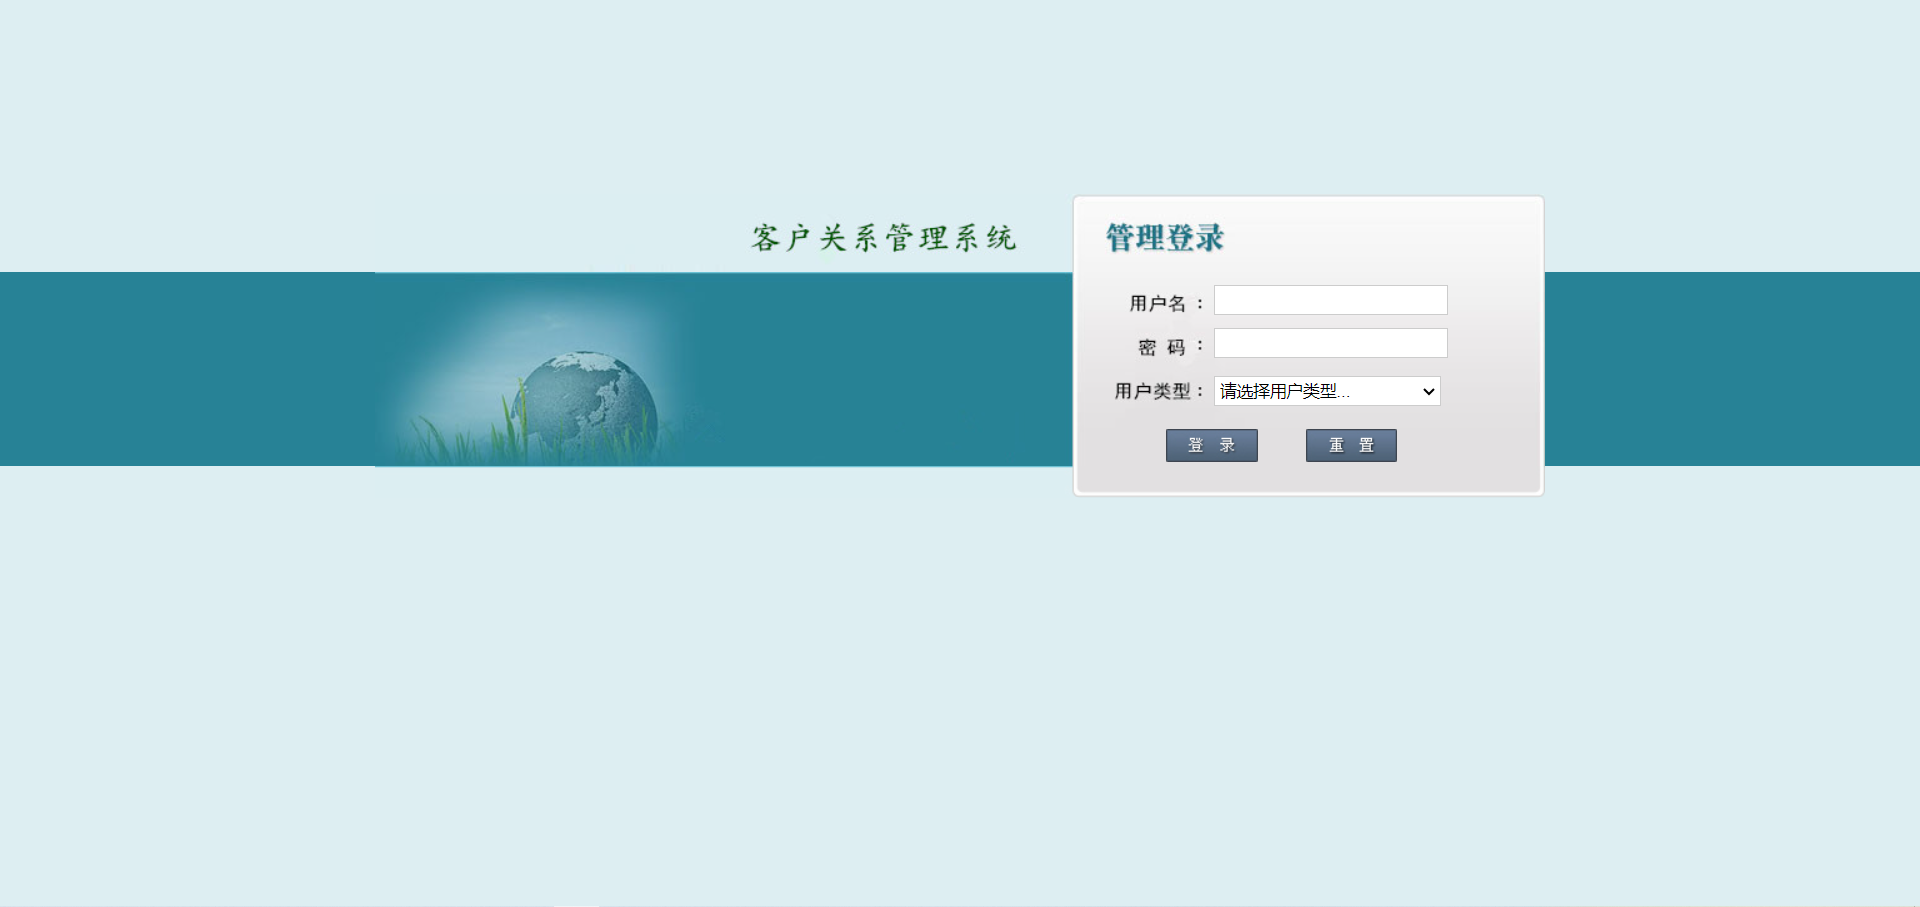 客户关系管理系统
管理登录
用户名：
密 码：
用户类型： 请选择用户类型...
登 录 重 置